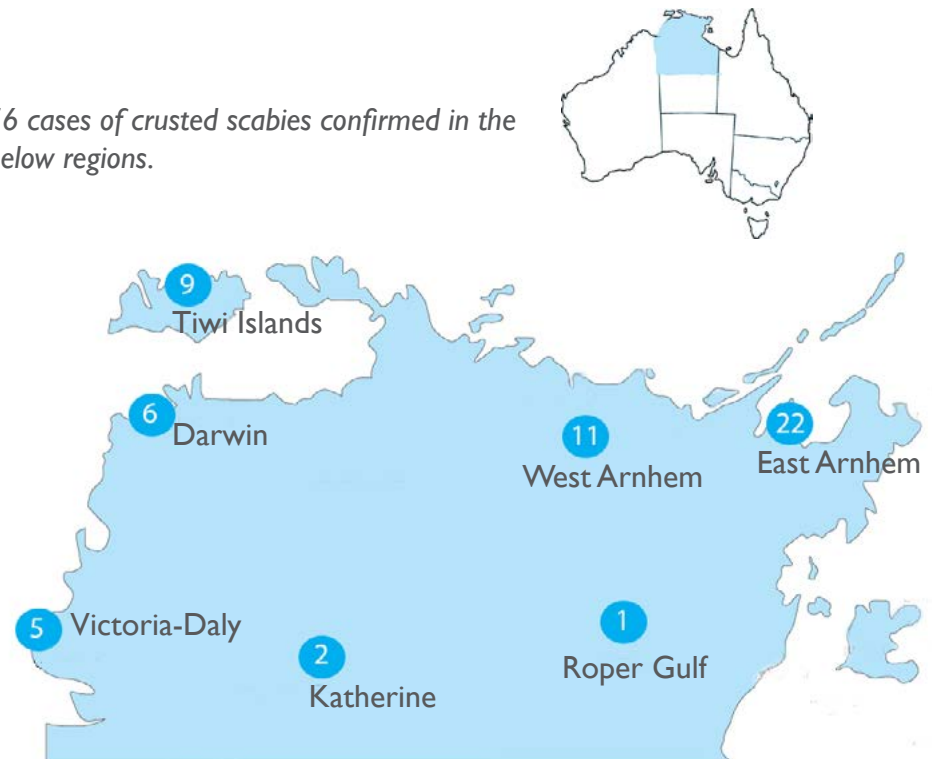 6 cases of crusted scabies confirmed in the
elow regions.
9
Tiwi Islands
6
Darwin
11
West Arnhem
22
East Arnhem
5
Victoria-Daly
1
Roper Gulf
2
Katherine